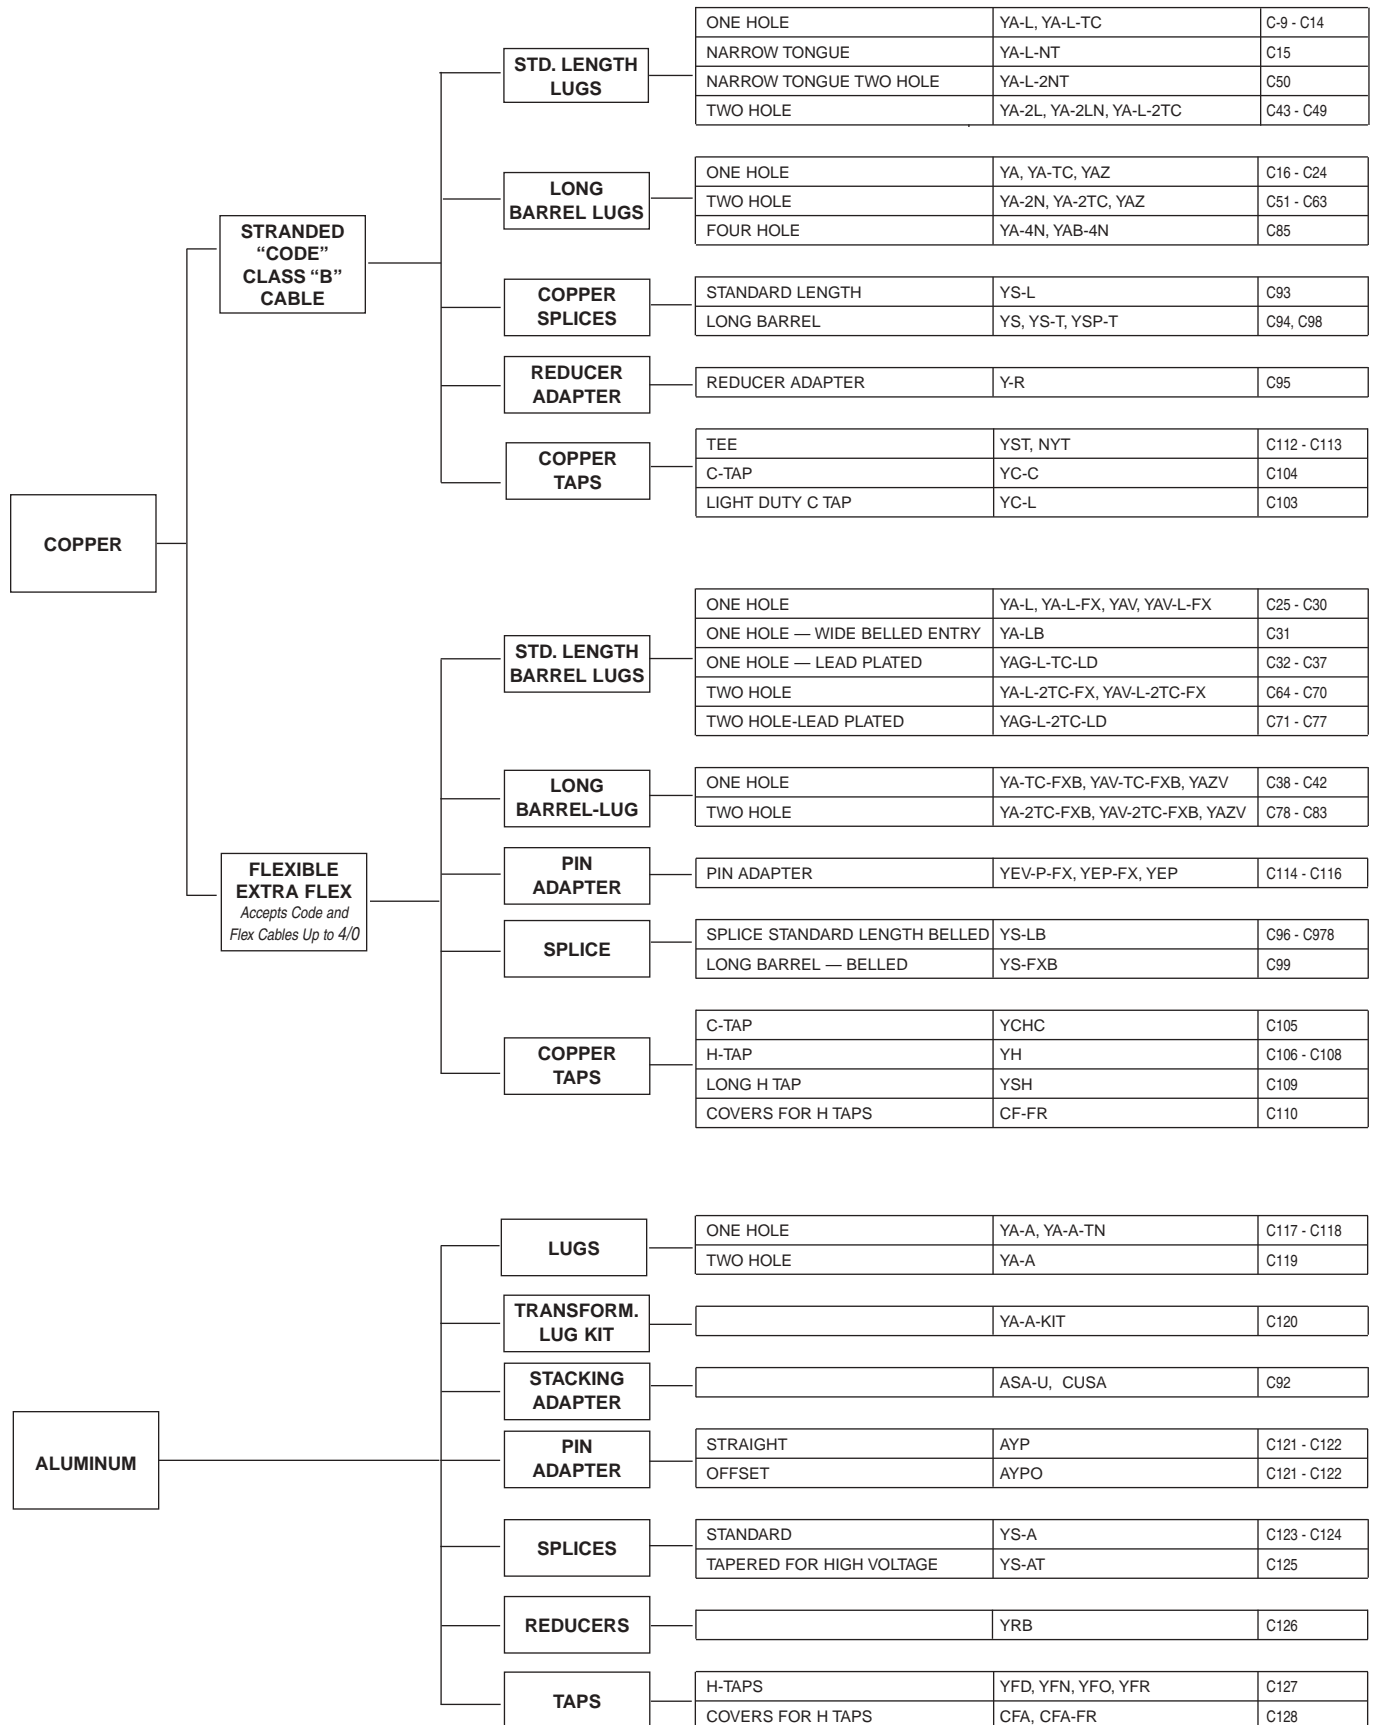 COPPER
STRANDED
“CODE”
CLASS “B”
CABLE
STD. LENGTH
LUGS
ONE HOLE YA-L, YA-L-TC C-9 - C14
NARROW TONGUE YA-L-NT C15
NARROW TONGUE TWO HOLE YA-L-2NT C50
TWO HOLE YA-2L, YA-2LN, YA-L-2TC C43 - C49
LONG
BARREL LUGS
ONE HOLE YA, YA-TC, YAZ C16 - C24
TWO HOLE YA-2N, YA-2TC, YAZ C51 - C63
FOUR HOLE YA-4N, YAB-4N C85
COPPER
SPLICES
STANDARD LENGTH YS-L C93
LONG BARREL YS, YS-T, YSP-T C94, C98
REDUCER
ADAPTER
REDUCER ADAPTER Y-R C95
COPPER
TAPS
TEE YST, NYT C112 - C113
C-TAP YC-C C104
LIGHT DUTY C TAP YC-L C103
FLEXIBLE
EXTRA FLEX
Accepts Code and
Flex Cables Up to 4/0
STD. LENGTH
BARREL LUGS
ONE HOLE YA-L, YA-L-FX, YAV, YAV-L-FX C25 - C30
ONE HOLE — WIDE BELLED ENTRY YA-LB C31
ONE HOLE — LEAD PLATED YAG-L-TC-LD C32 - C37
TWO HOLE YA-L-2TC-FX, YAV-L-2TC-FX C64 - C70
TWO HOLE-LEAD PLATED YAG-L-2TC-LD C71 - C77
LONG
BARREL-LUG
ONE HOLE YA-TC-FXB, YAV-TC-FXB, YAZV C38 - C42
TWO HOLE YA-2TC-FXB, YAV-2TC-FXB, YAZV C78 - C83
PIN
ADAPTER
PIN ADAPTER YEV-P-FX, YEP-FX, YEP C114 - C116
SPLICE
SPLICE STANDARD LENGTH BELLED YS-LB C96 - C978
LONG BARREL — BELLED YS-FXB C99
COPPER
TAPS
C-TAP YCHC C105
H-TAP YH C106 - C108
LONG H TAP YSH C109
COVERS FOR H TAPS CF-FR C110
ALUMINUM
LUGS
ONE HOLE YA-A, YA-A-TN C117 - C118
TWO HOLE YA-A C119
TRANSFORM.
LUG KIT
YA-A-KIT C120
STACKING
ADAPTER
ASA-U, CUSA C92
PIN
ADAPTER
STRAIGHT AYP C121 - C122
OFFSET AYPO C121 - C122
SPLICES
STANDARD YS-A C123 - C124
TAPERED FOR HIGH VOLTAGE YS-AT C125
REDUCERS
YRB C126
TAPS
H-TAPS YFD, YFN, YFO, YFR C127
COVERS FOR H TAPS CFA, CFA-FR C128